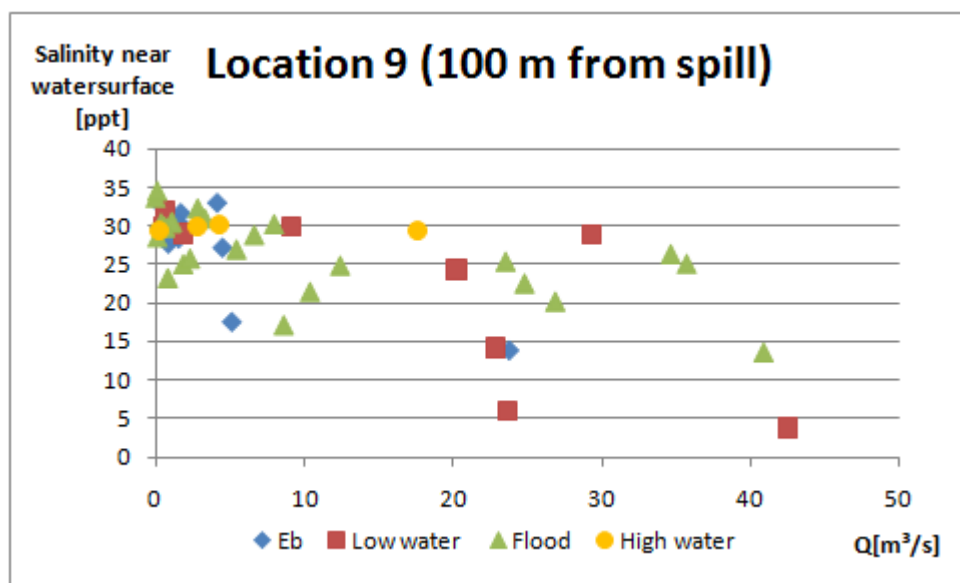 Salinity near
watersurface
[ppt]
Location 9 (100 m from spill)
40
35
30
25
20
15
10
5
0
0 10 20 30 40 50
Eb Low water Flood High water
Q[m³/s]